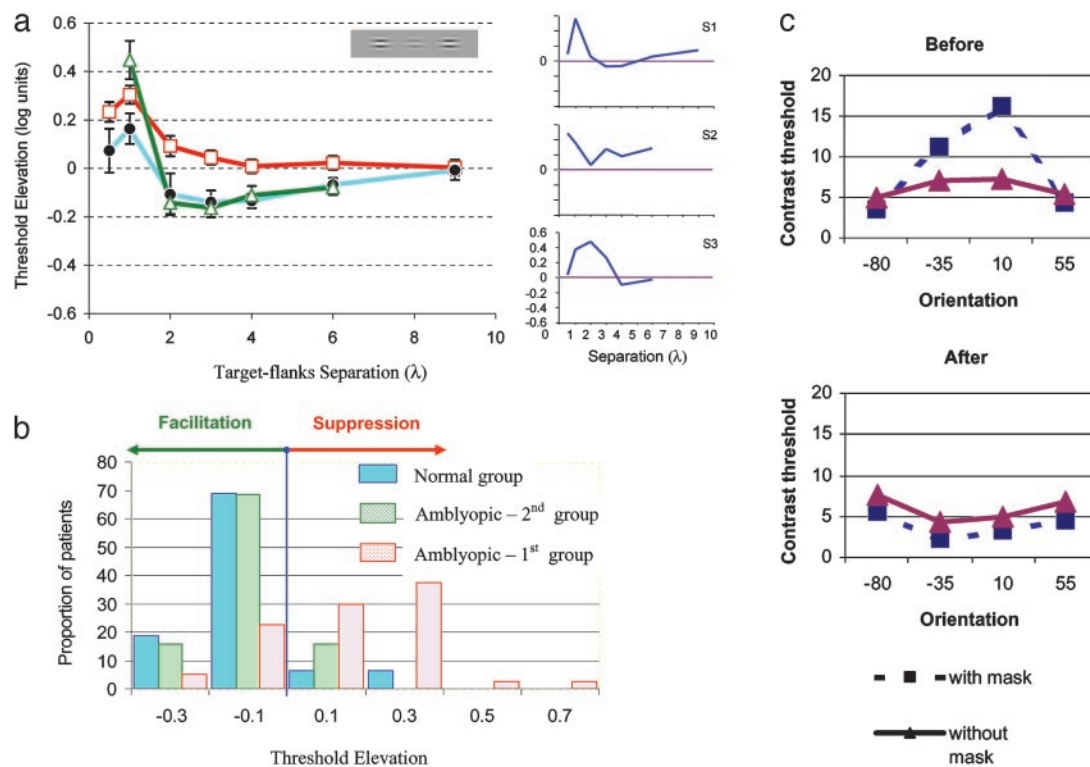 a
0.6
0.4
0.2
0
-0.2
-0.4
-0.6
Threshold Elevation (log units)
0 2 4 6 8 10
Target-flanks Separation (λ)
S1
0
S2
0
S3
0.6
0.4
0.2
0
-0.2
-0.4
-0.6
0 1 2 3 4 5 6 7 8 9 10
Separation (λ)
b
Facilitation Suppression
80
70
60
50
40
30
20
10
0
Proportion of patients
Normal group
Amblyopic – 2nd group
Amblyopic – 1st group
-0.3 -0.1 0.1 0.3 0.5 0.7
Threshold Elevation
c
Before
20
15
10
5
0
Contrast threshold
-80 -35 10 55
Orientation
After
20
15
10
5
0
Contrast threshold
-80 -35 10 55
Orientation
with mask
without
mask